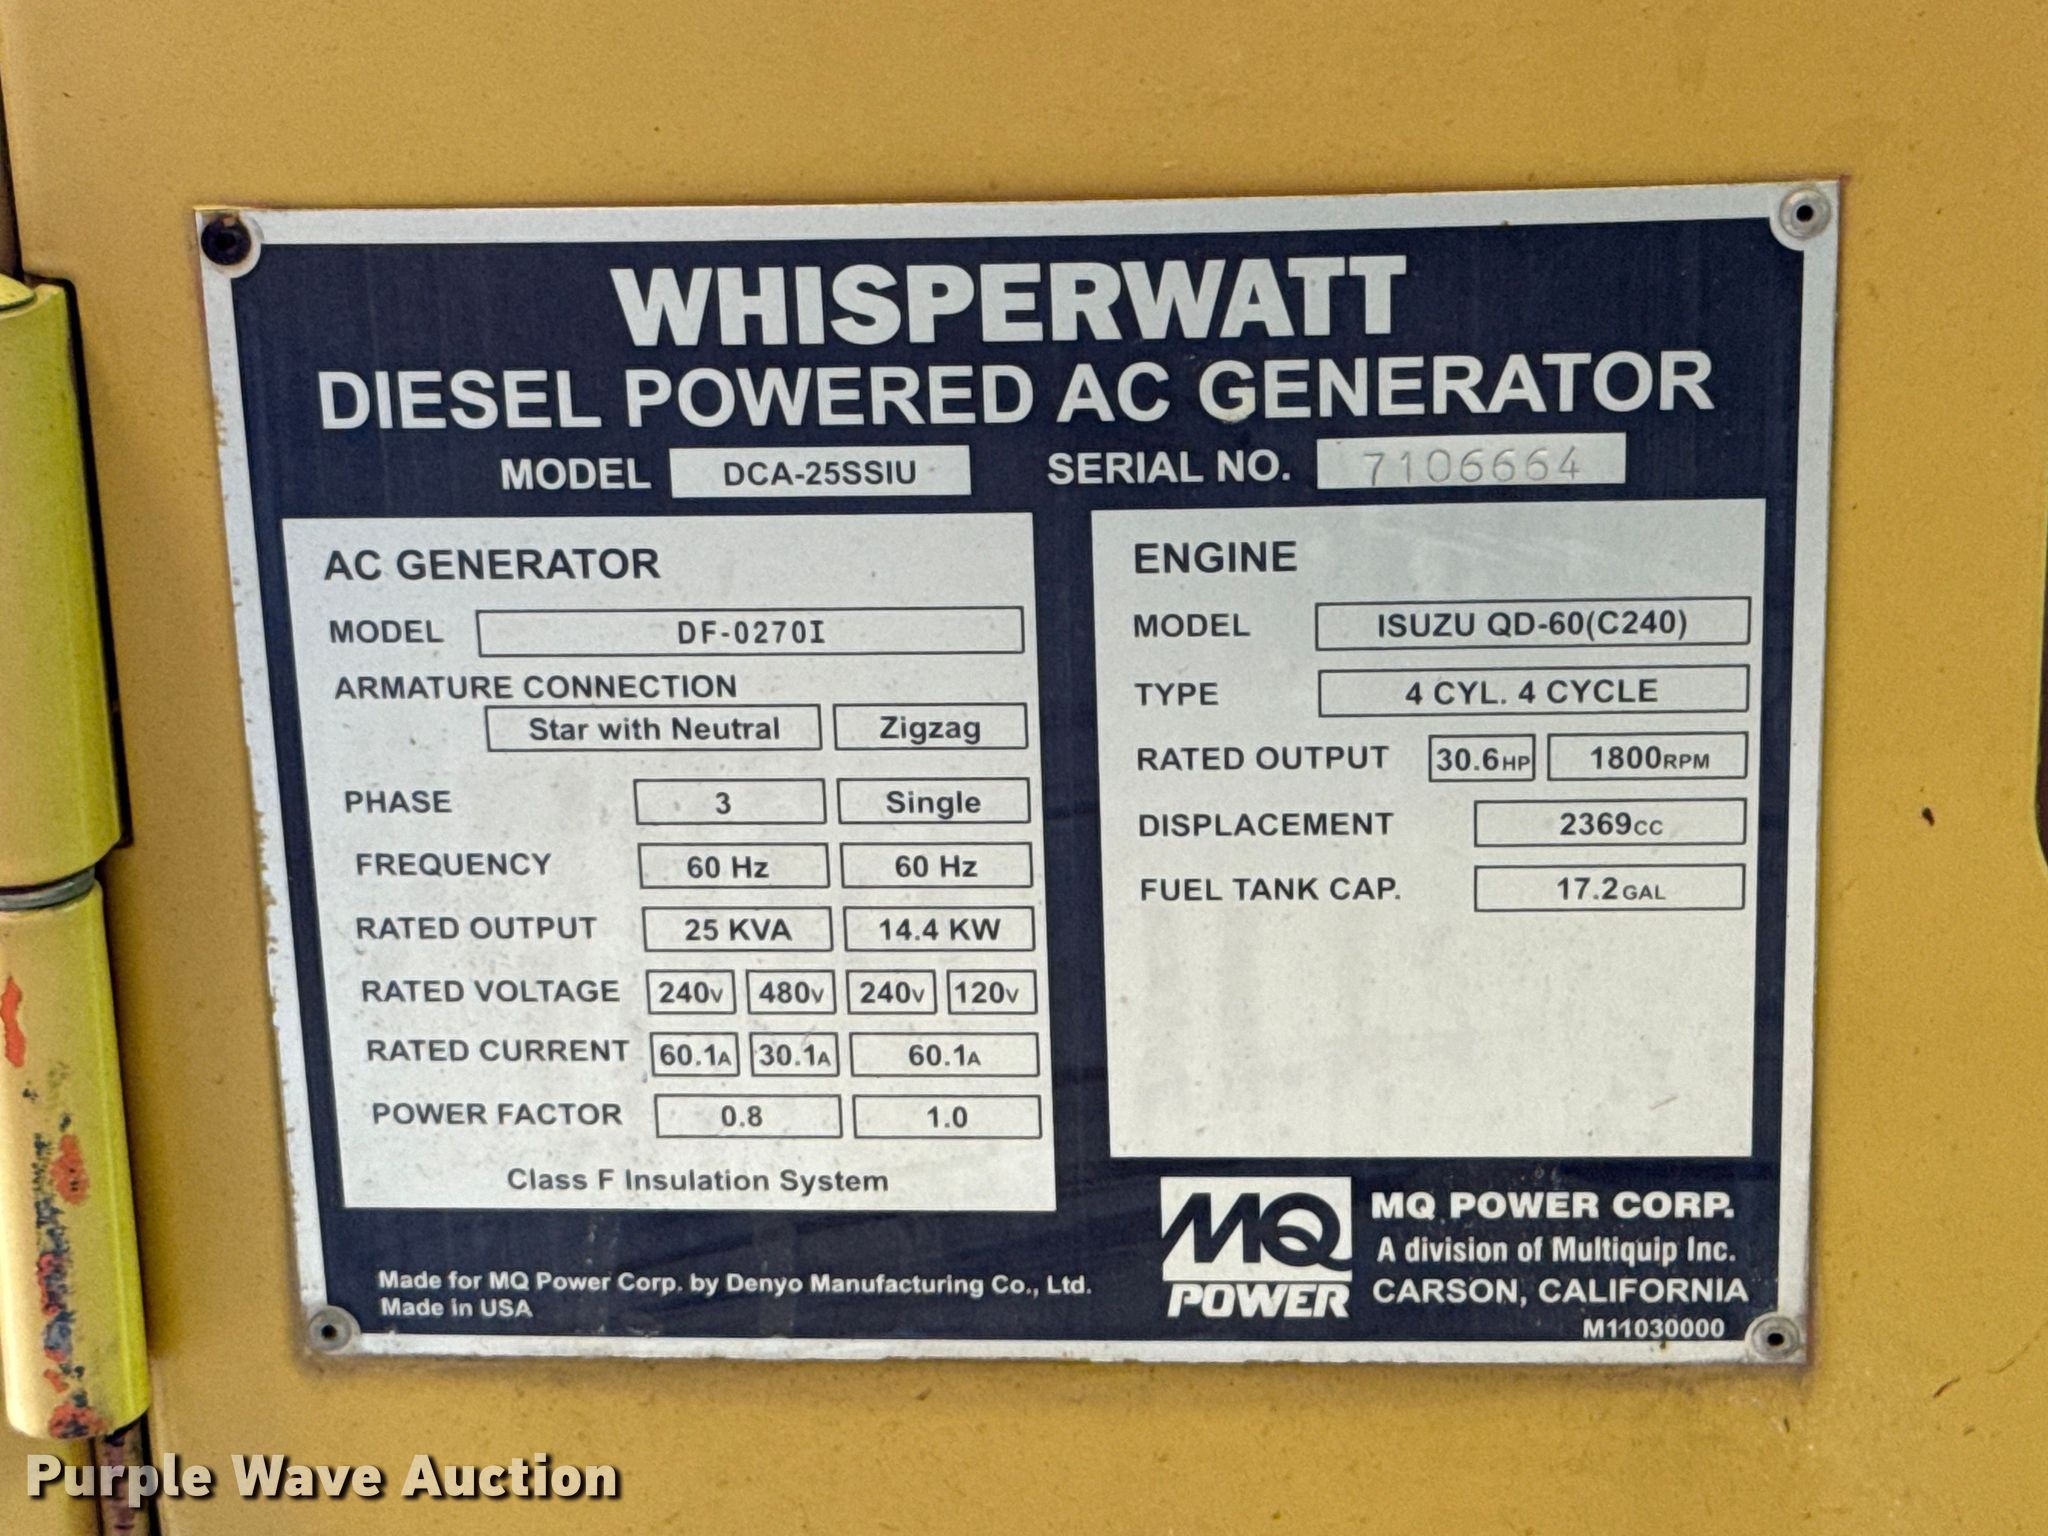 WHISPERWATT
DIESEL POWERED AC GENERATOR
MODEL DCA-25SSIU SERIAL NO. 7106664
AC GENERATOR
MODEL DF-0270I
ARMATURE CONNECTION
Star with Neutral Zigzag
PHASE 3 Single
FREQUENCY 60 Hz 60 Hz
RATED OUTPUT 25 KVA 14.4 KW
RATED VOLTAGE 240V 480V 240V 120V
RATED CURRENT 60.1A 30.1A 60.1A
POWER FACTOR 0.8 1.0
Class F Insulation System
ENGINE
MODEL ISUZU QD-60(C240)
TYPE 4 CYL. 4 CYCLE
RATED OUTPUT 30.6HP 1800RPM
DISPLACEMENT 2369CC
FUEL TANK CAP. 17.2GAL
Made for MQ Power Corp. by Denyo Manufacturing Co., Ltd.
Made in USA
MQ
POWER
MQ POWER CORP.
A division of Multiquip Inc.
CARSON, CALIFORNIA
M11030000
Purple Wave Auction